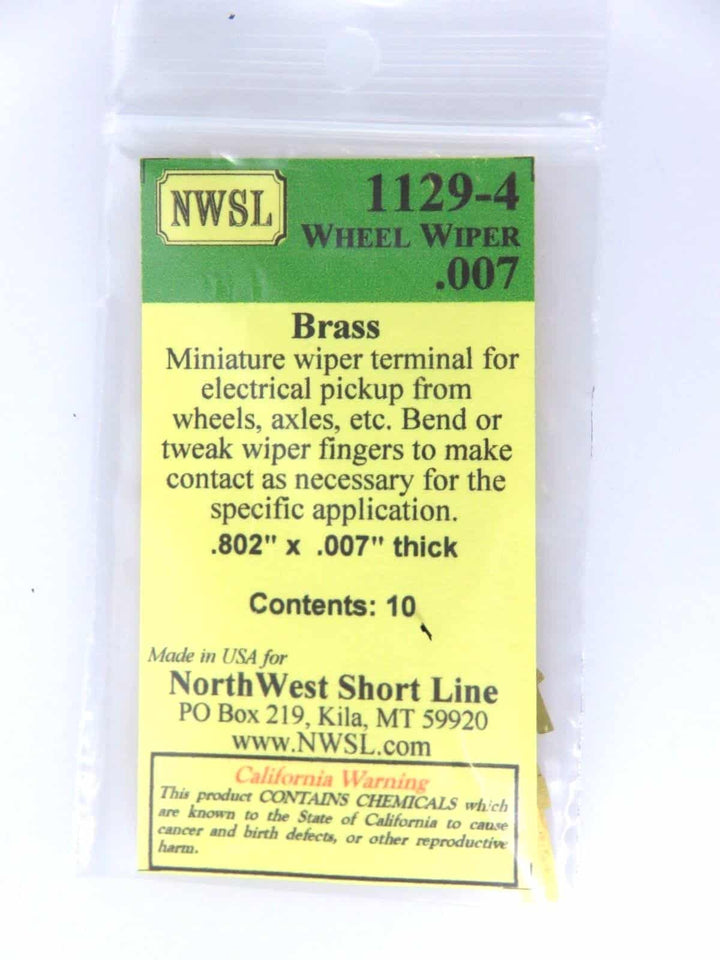 NWSL
1129-4
WHEEL WIPER
.007
Brass
Miniature wiper terminal for
electrical pickup from
wheels, axles, etc. Bend or
tweak wiper fingers to make
contact as necessary for the
specific application.
.802" x .007" thick
Contents: 10
Made in USA for
NorthWest Short Line
PO Box 219, Kila, MT 59920
www.NWSL.com
California Warning
This product CONTAINS CHEMICALS which
are known to the State of California to cause
cancer and birth defects, or other reproductive
harm.